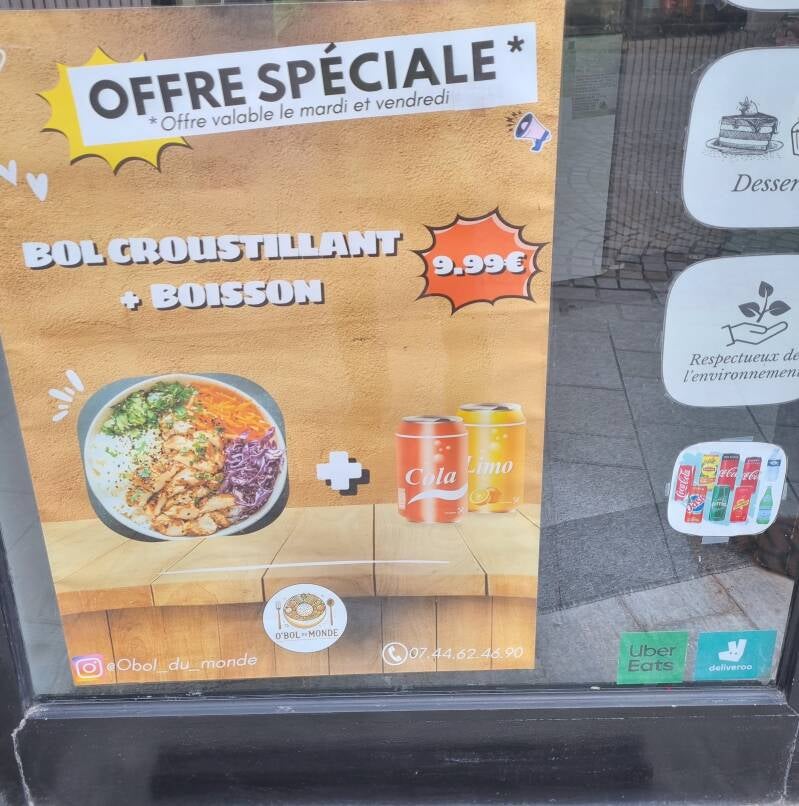 OFFRE SPÉCIALE *
*Offre valable le mardi et vendredi
BOL CROUSTILLANT
+ BOISSON
9.99€
Cola
Limo
O'BOL DU MONDE
@Obol_du_monde
07.44.62.46.90
Desser
Respectueux de
l'environnemen
Uber
Eats
deliveroo